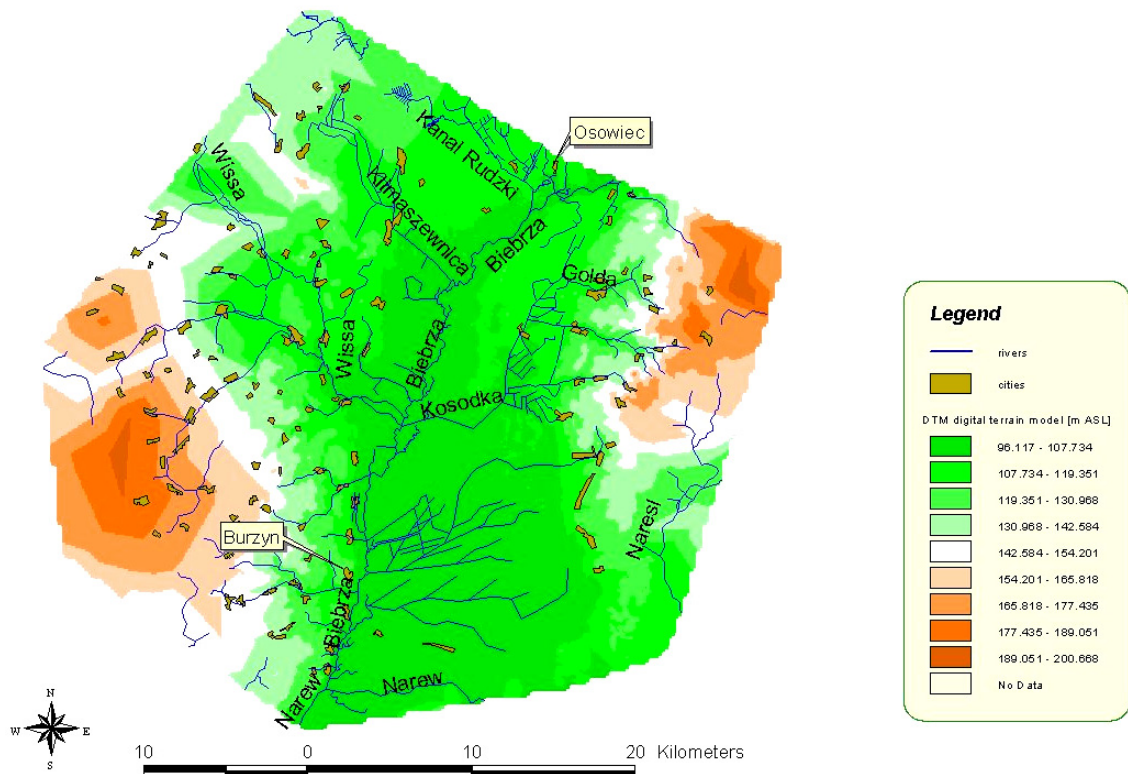 Osowiec
Kanal Rudzki
Wissa
Klimaszewnica
Biebrza
Golda
Wissa
Biebrza
Kosodka
Naresl
Burzyn
Biebrza
Narew
Narew
N
W E
S
10 0 10 20 Kilometers
Legend
rivers
cities
DTM digital terrain model [m ASL]
96.117 - 107.734
107.734 - 119.351
119.351 - 130.968
130.968 - 142.584
142.584 - 154.201
154.201 - 165.818
165.818 - 177.435
177.435 - 189.051
189.051 - 200.668
No Data